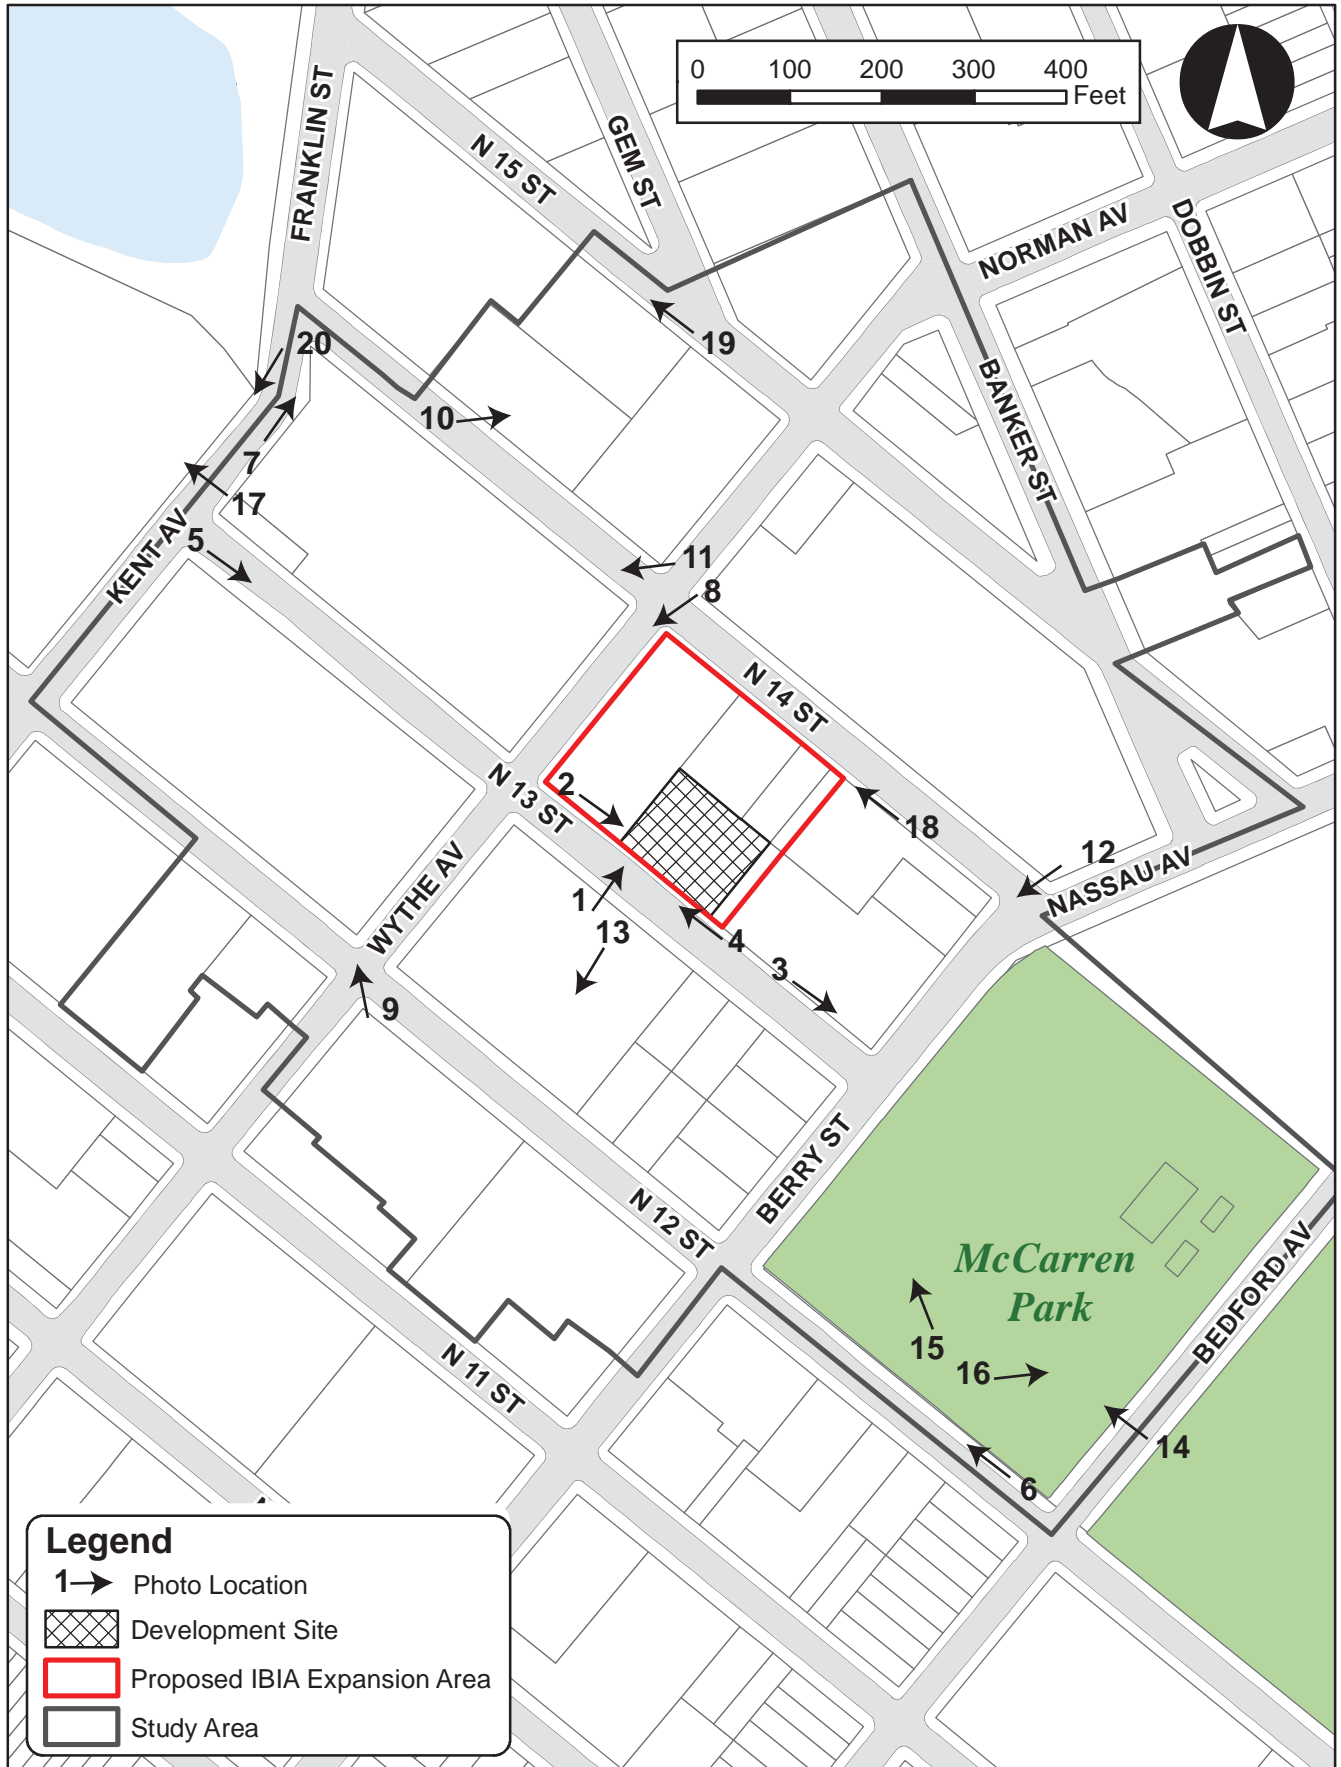 0 100 200 300 400
Feet
FRANKLIN ST
N 15 ST
GEM ST
NORMAN AV
DOBBIN ST
20
19
10
BANKER ST
7
17
5
KENT AV
11
8
N 14 ST
2
N 13 ST
18
12
NASSAU AV
WYTHE AV
1
13
4
3
9
BERRY ST
N 12 ST
McCarren
Park
BEDFORD AV
15
16
N 11 ST
14
6
Legend
1 Photo Location
Development Site
Proposed IBIA Expansion Area
Study Area